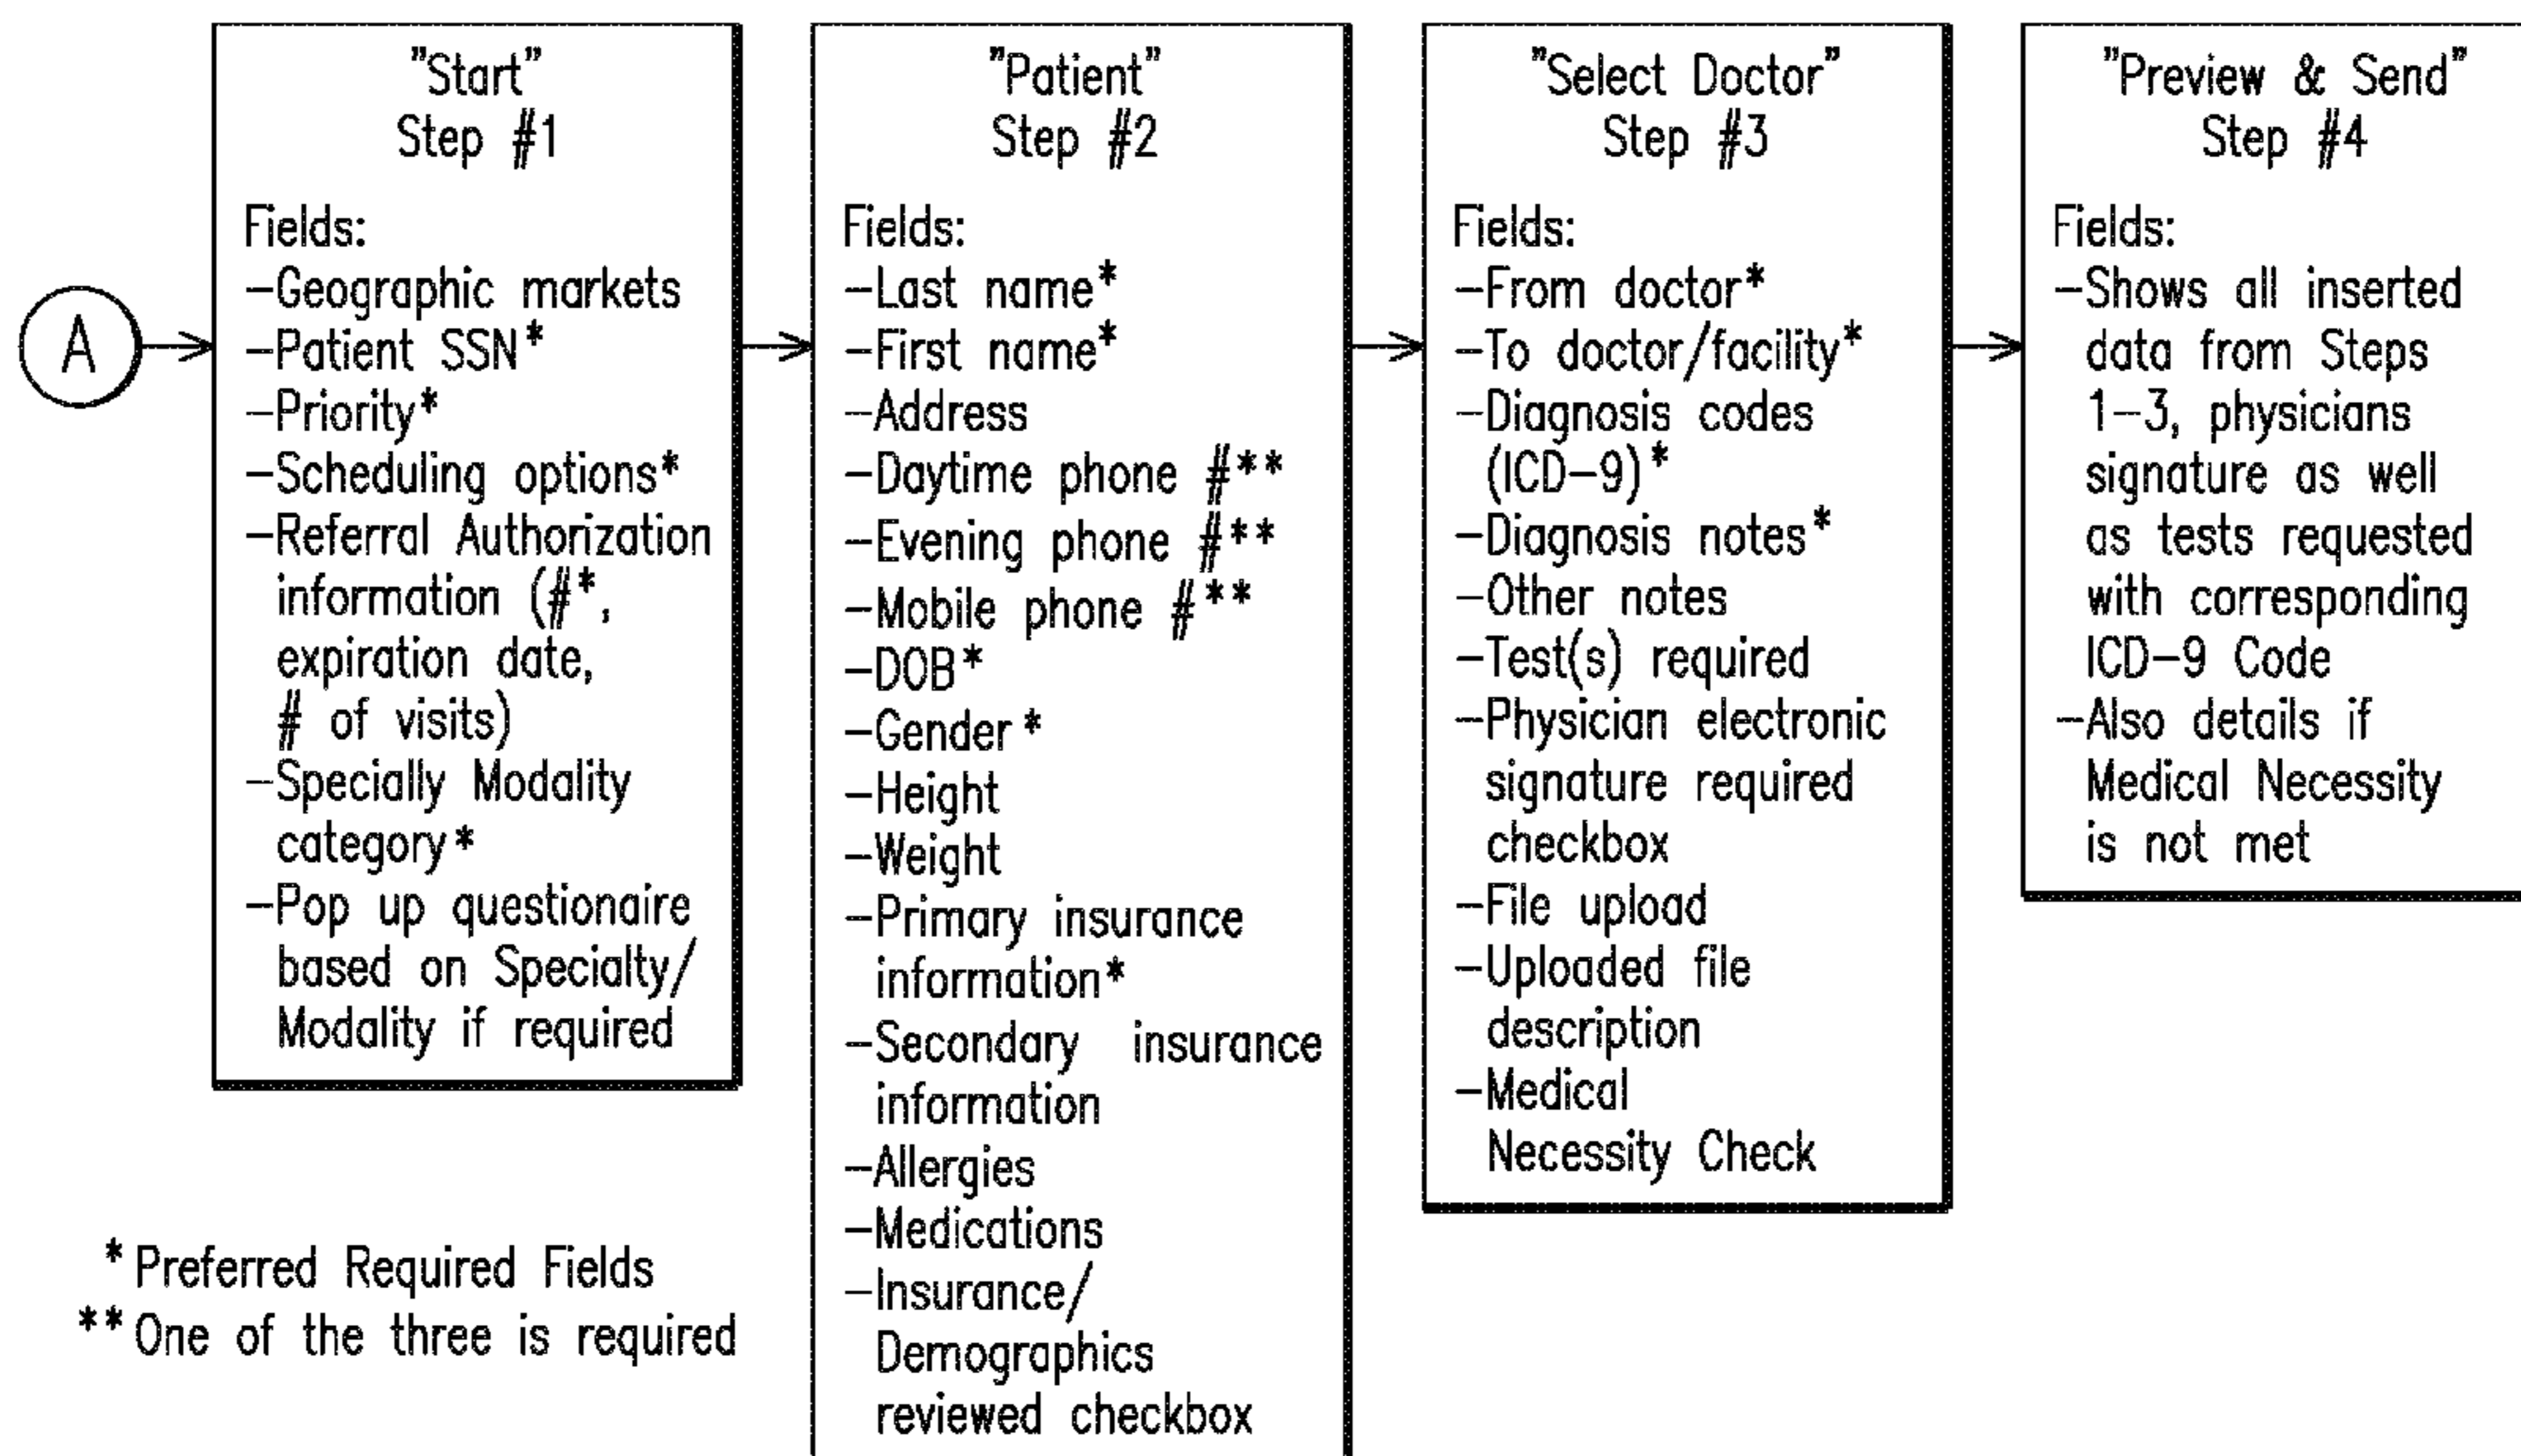 A
"Start"
Step #1
Fields:
-Geographic markets
-Patient SSN*
-Priority*
-Scheduling options*
-Referral Authorization
information (#*,
expiration date,
# of visits)
-Specially Modality
category*
-Pop up questionaire
based on Specialty/
Modality if required
"Patient"
Step #2
Fields:
-Last name*
-First name*
-Address
-Daytime phone #**
-Evening phone #**
-Mobile phone #**
-DOB*
-Gender*
-Height
-Weight
-Primary insurance
information*
-Secondary insurance
information
-Allergies
-Medications
-Insurance/
Demographics
reviewed checkbox
"Select Doctor"
Step #3
Fields:
-From doctor*
-To doctor/facility*
-Diagnosis codes
(ICD-9)*
-Diagnosis notes*
-Other notes
-Test(s) required
-Physician electronic
signature required
checkbox
-File upload
-Uploaded file
description
-Medical
Necessity Check
"Preview & Send"
Step #4
Fields:
-Shows all inserted
data from Steps
1-3, physicians
signature as well
as tests requested
with corresponding
ICD-9 Code
-Also details if
Medical Necessity
is not met
* Preferred Required Fields
** One of the three is required